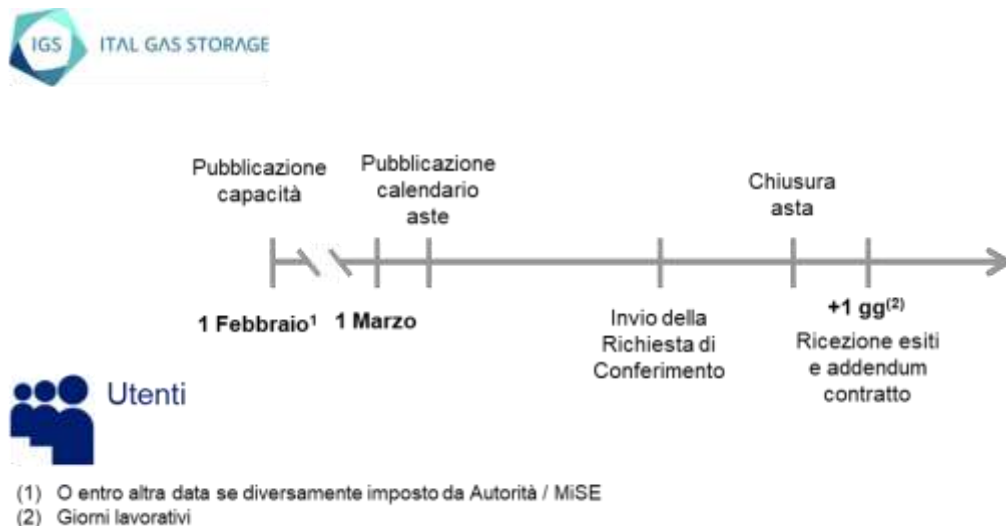 IGS
ITAL GAS STORAGE
Pubblicazione
capacità
Pubblicazione
calendario
aste
Chiusura
asta
1 Febbraio¹
1 Marzo
Invio della
Richiesta di
Conferimento
+1 gg⁽²⁾
Ricezione esiti
e addendum
contratto
Utenti
(1) O entro altra data se diversamente imposto da Autorità / MiSE
(2) Giorni lavorativi